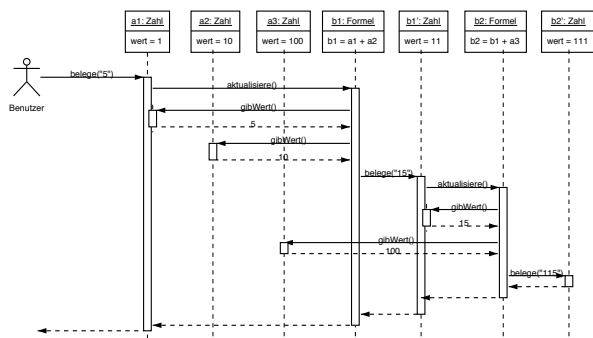 a1: Zahl
wert = 1
a2: Zahl
wert = 10
a3: Zahl
wert = 100
b1: Formel
b1 = a1 + a2
b1': Zahl
wert = 11
b2: Formel
b2 = b1 + a3
b2': Zahl
wert = 111
Benutzer
belege("5")
aktualisiere()
gibWert()
5
gibWert()
10
belege("15")
aktualisiere()
gibWert()
15
gibWert()
100
belege("115")